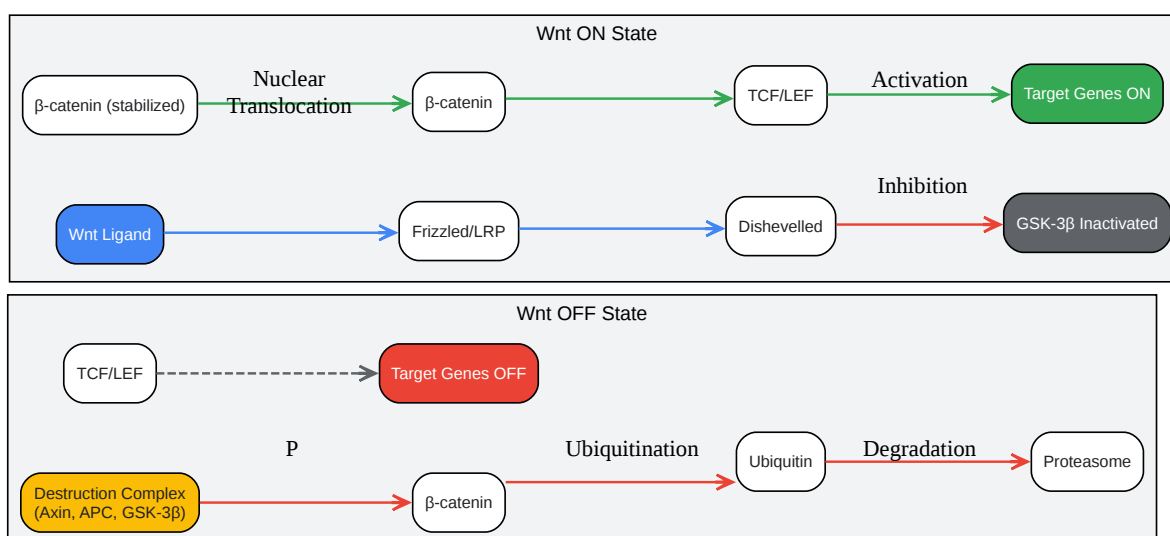 Wnt ON State
Nuclear
Translocation
Activation
β-catenin (stabilized)
β-catenin
TCF/LEF
Target Genes ON
Inhibition
Wnt Ligand
Frizzled/LRP
Dishevelled
GSK-3β Inactivated
Wnt OFF State
TCF/LEF
Target Genes OFF
P
Ubiquitination
Degradation
Ubiquitin
Proteasome
Destruction Complex
(Axin, APC, GSK-3β)
β-catenin